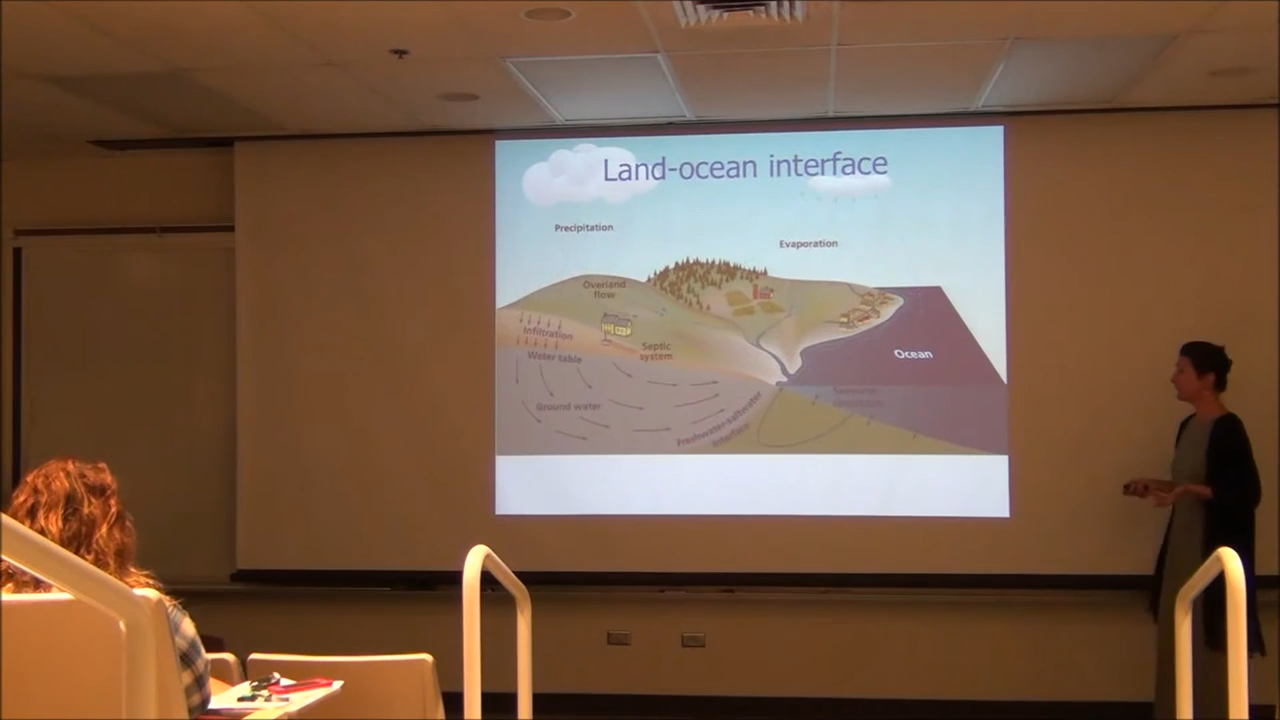 Land-ocean interface
Precipitation
Evaporation
Overland
flow
Infiltration
Septic
system
Water table
Ocean
Ground water
Freshwater-saltwater
interface